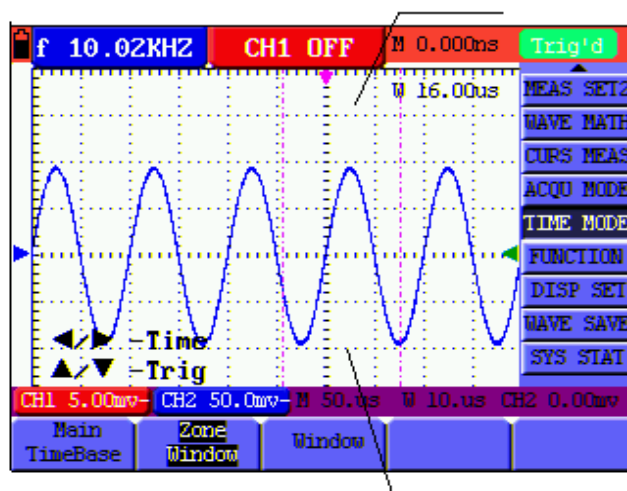 f 10.02KHZ CH1 OFF M 0.000ns Trig'd
W 16.00us
MEAS SET2
WAVE MATH
CURS MEAS
ACQU MODE
TIME MODE
FUNCTION
DISP SET
WAVE SAVE
SYS STAT
◀/▶ -Time
▲/▼ -Trig
CH1 5.00mv- CH2 50.0mv- M 50.us W 10.us CH2 0.00mv
Main TimeBase
Zone Window
Window